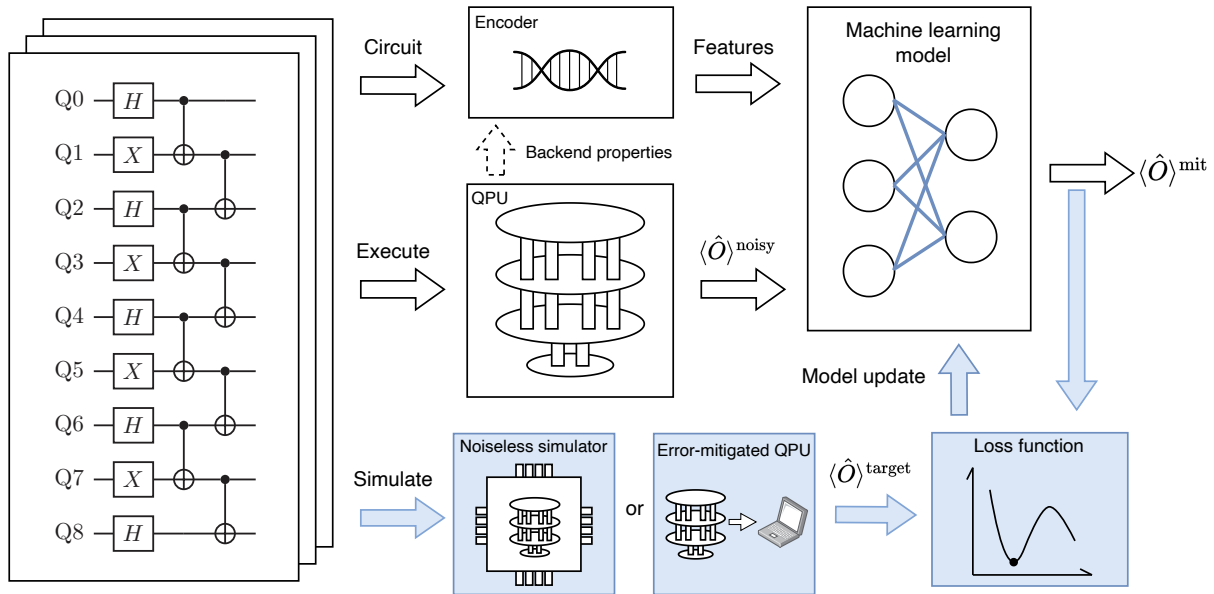 Circuit
Encoder
Features
Machine learning
model
Q0 H
Q1 X
Q2 H
Q3 X
Q4 H
Q5 X
Q6 H
Q7 X
Q8 H
Backend properties
Execute
QPU
⟨Ô⟩ⁿᵒⁱˢʸ
⟨Ô⟩ᵐⁱᵗ
Model update
Simulate
Noiseless simulator
or
Error-mitigated QPU
⟨Ô⟩ᵗᵃʳᵍᵉᵗ
Loss function